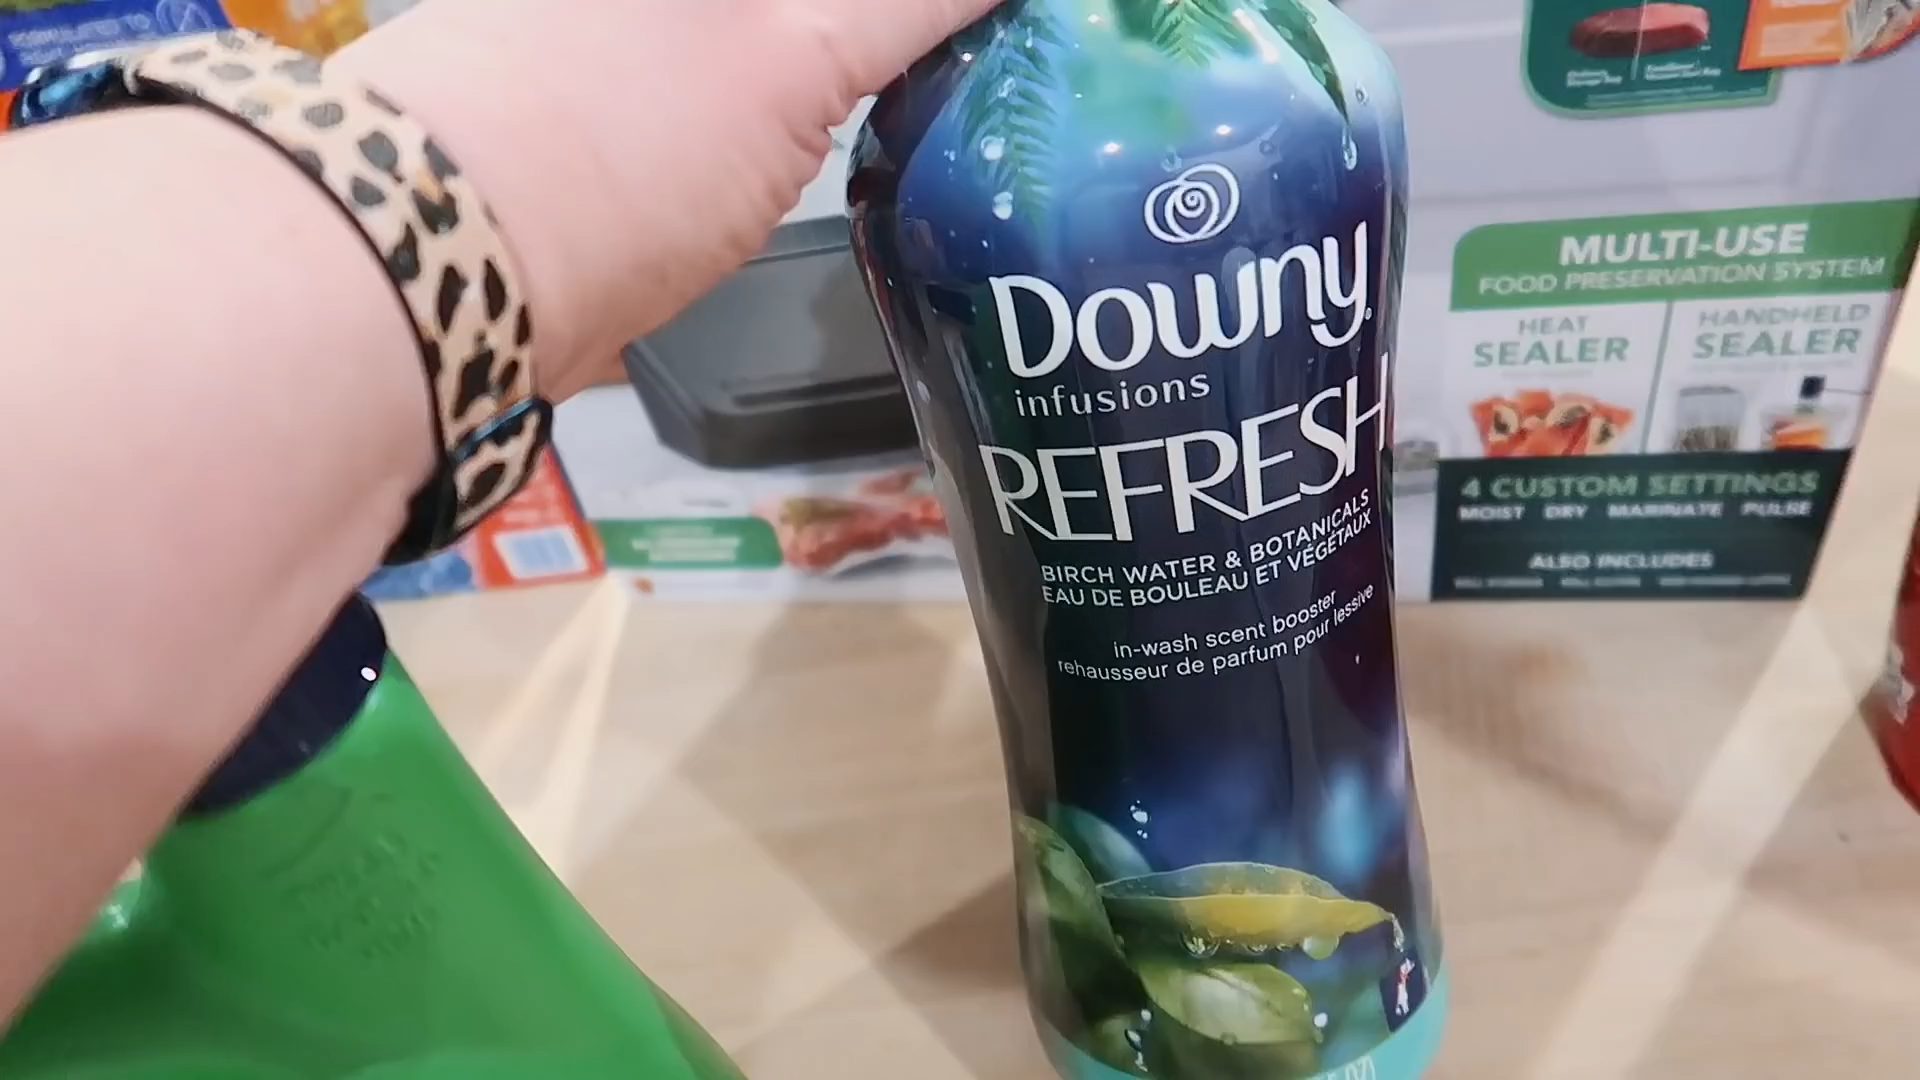 Downy
infusions
REFRESH
BIRCH WATER & BOTANICALS
EAU DE BOULEAU ET VÉGÉTAUX
in-wash scent booster
rehausseur de parfum pour lessive
MULTI-USE
FOOD PRESERVATION SYSTEM
HEAT
SEALER
HANDHELD
SEALER
4 CUSTOM SETTINGS
MOIST DRY MARINATE PULSE
ALSO INCLUDES